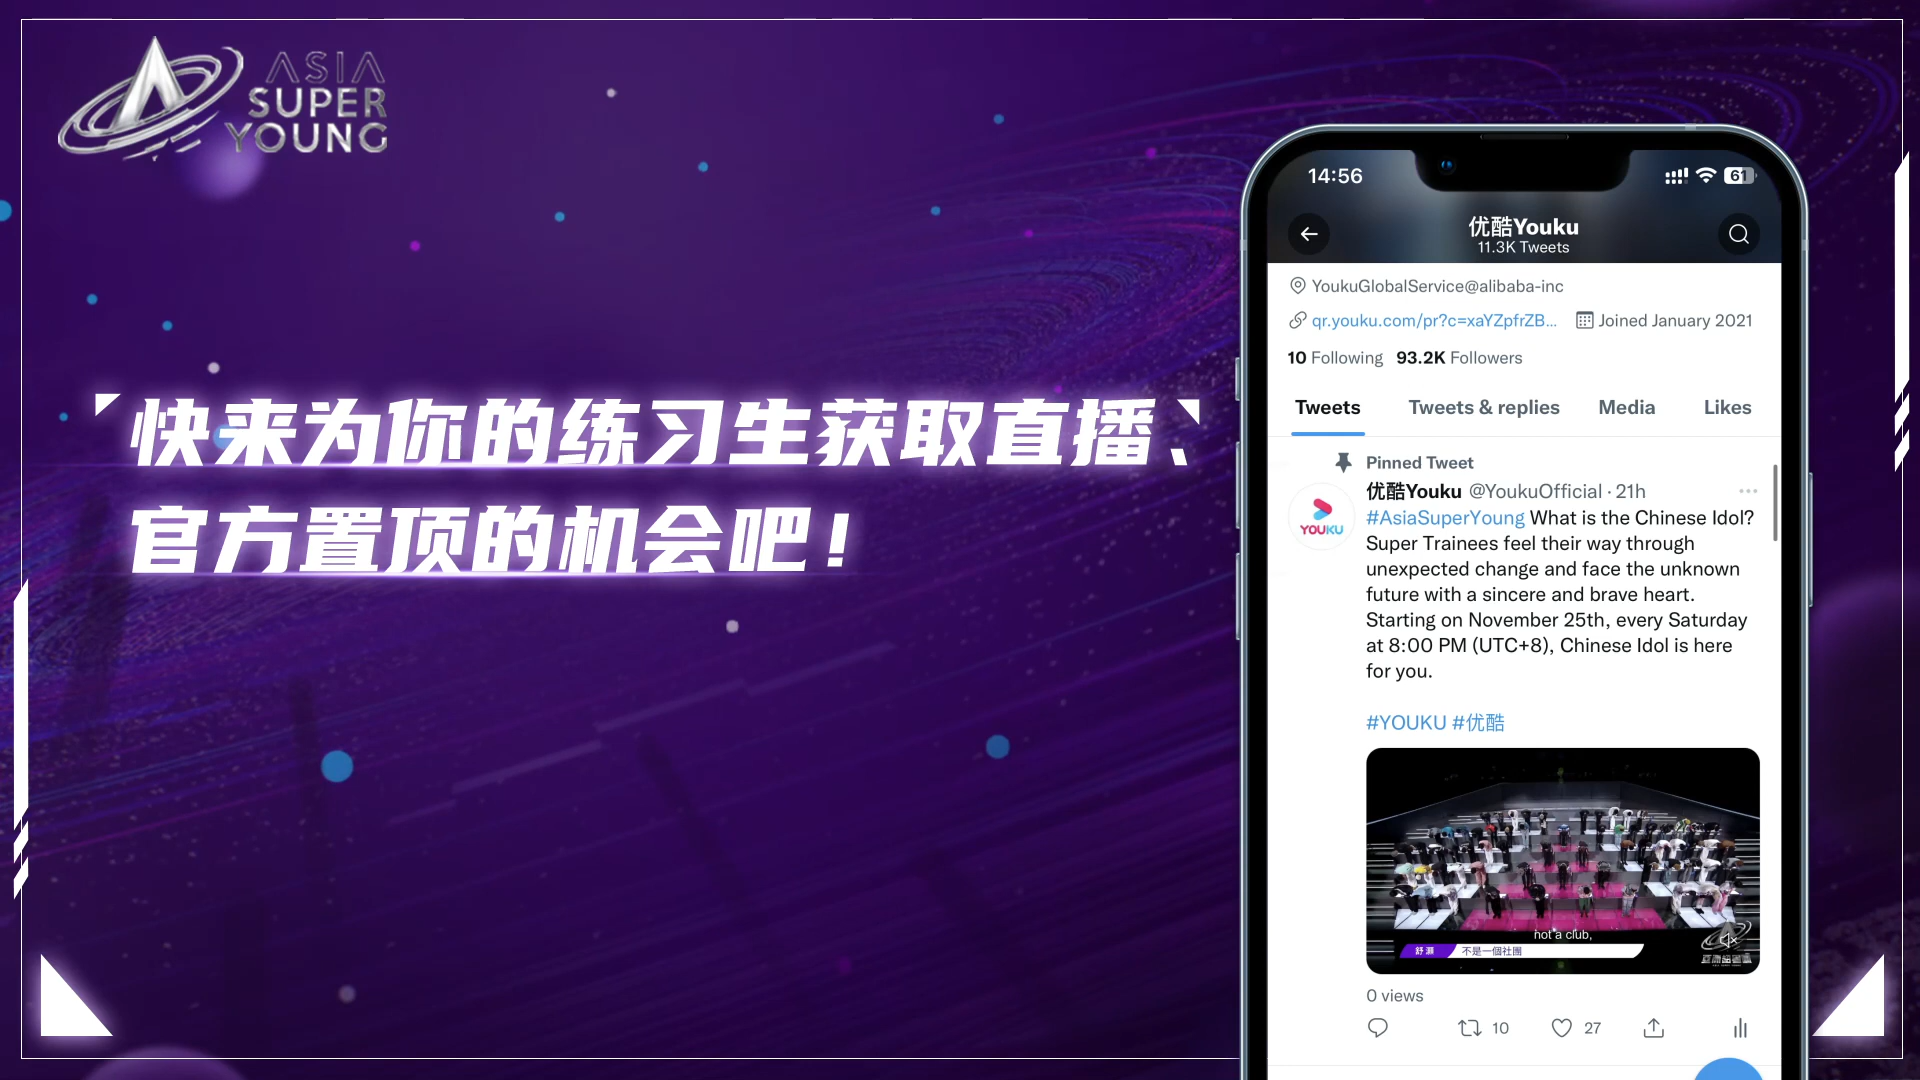 ASIA
SUPER
YOUNG
快来为你的练习生获取直播、
官方置顶的机会吧！
14:56
61
优酷Youku
11.3K Tweets
YoukuGlobalService@alibaba-inc
qr.youku.com/pr?c=xaYZpfrZB...
Joined January 2021
10 Following 93.2K Followers
Tweets Tweets & replies Media Likes
Pinned Tweet
优酷Youku @YoukuOfficial · 21h
YOUKU
#AsiaSuperYoung What is the Chinese Idol?
Super Trainees feel their way through
unexpected change and face the unknown
future with a sincere and brave heart.
Starting on November 25th, every Saturday
at 8:00 PM (UTC+8), Chinese Idol is here
for you.
#YOUKU #优酷
not a club,
不是一個社團
0 views
10 27